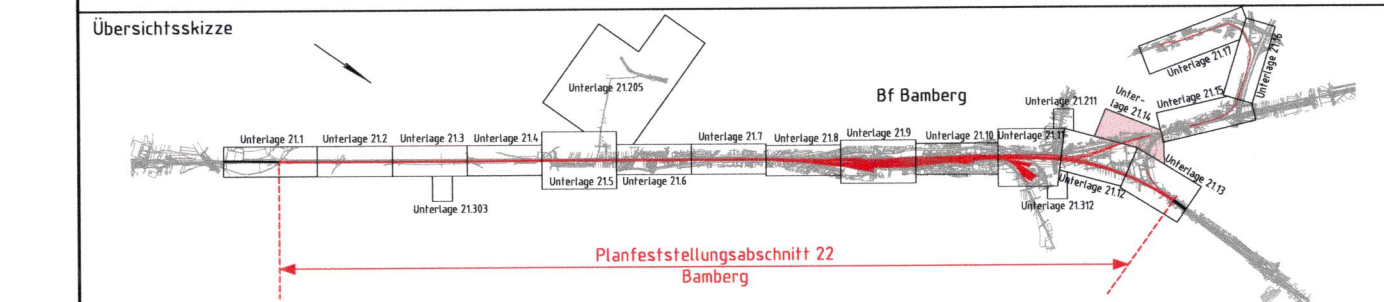 Übersichtsskizze
Unterlage 21.17
Unterlage 21.16
Unterlage 21.205
Bf Bamberg
Unterlage 21.211
Unter-
lage 21.14
Unterlage 21.15
Unterlage 21.1
Unterlage 21.2
Unterlage 21.3
Unterlage 21.4
Unterlage 21.7
Unterlage 21.8
Unterlage 21.9
Unterlage 21.10
Unterlage 21.11
Unterlage 21.5
Unterlage 21.6
Unterlage 21.12
Unterlage 21.13
Unterlage 21.303
Unterlage 21.312
Planfeststellungsabschnitt 22
Bamberg